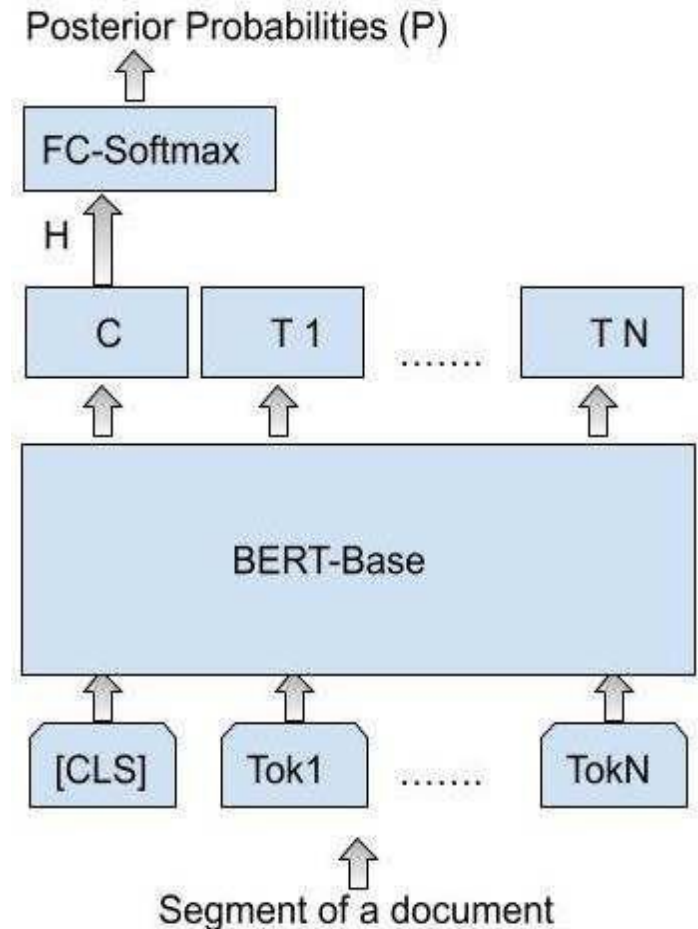 Posterior Probabilities (P)
FC-Softmax
H
C T 1 ....... T N
BERT-Base
[CLS] Tok1 ....... TokN
Segment of a document